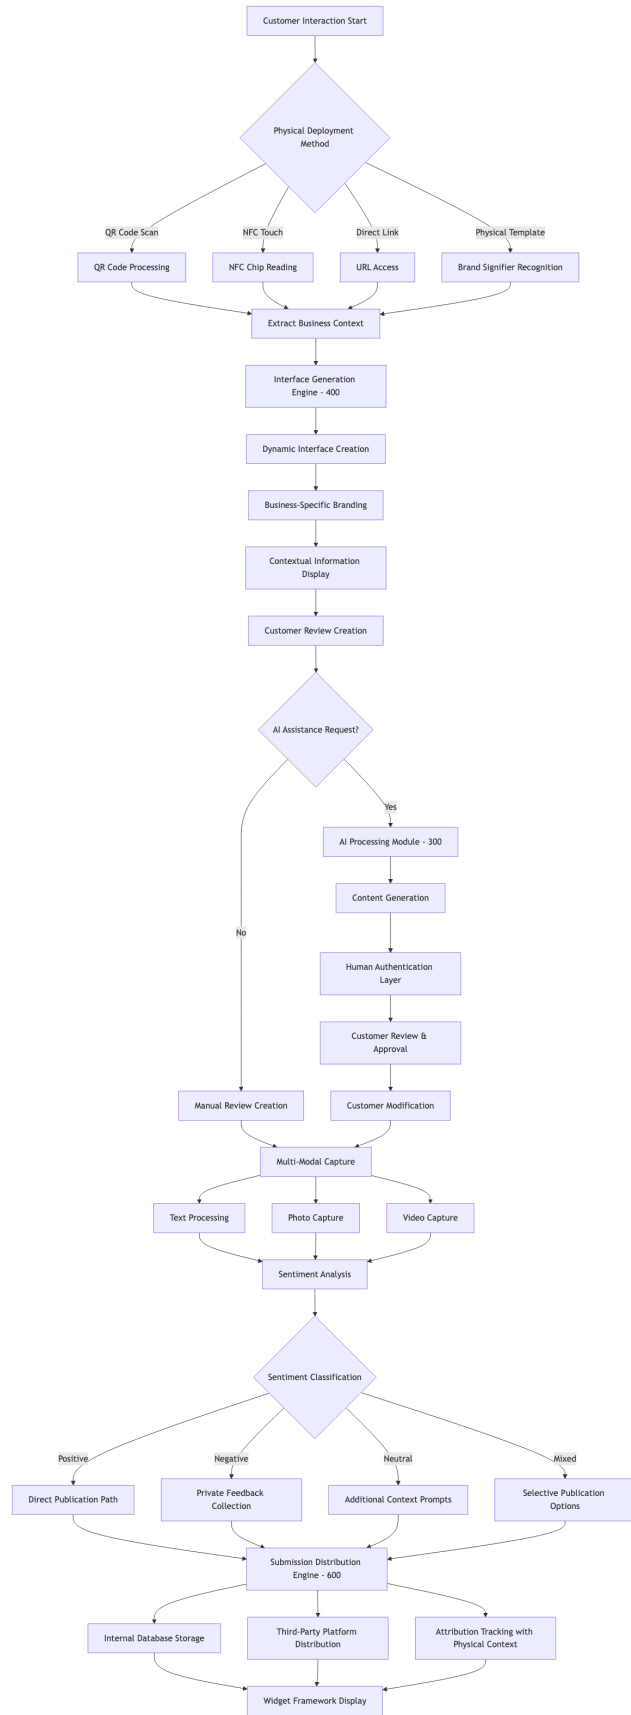 Customer Interaction Start
Physical Deployment
Method
QR Code Scan
NFC Touch
Direct Link
Physical Template
QR Code Processing
NFC Chip Reading
URL Access
Brand Signifier Recognition
Extract Business Context
Interface Generation
Engine - 400
Dynamic Interface Creation
Business-Specific Branding
Contextual Information
Display
Customer Review Creation
AI Assistance Request?
Yes
AI Processing Module - 300
Content Generation
No
Human Authentication
Layer
Customer Review &
Approval
Manual Review Creation
Customer Modification
Multi-Modal Capture
Text Processing
Photo Capture
Video Capture
Sentiment Analysis
Sentiment Classification
Positive
Negative
Neutral
Mixed
Direct Publication Path
Private Feedback
Collection
Additional Context Prompts
Selective Publication
Options
Submission Distribution
Engine - 600
Internal Database Storage
Third-Party Platform
Distribution
Attribution Tracking with
Physical Context
Widget Framework Display